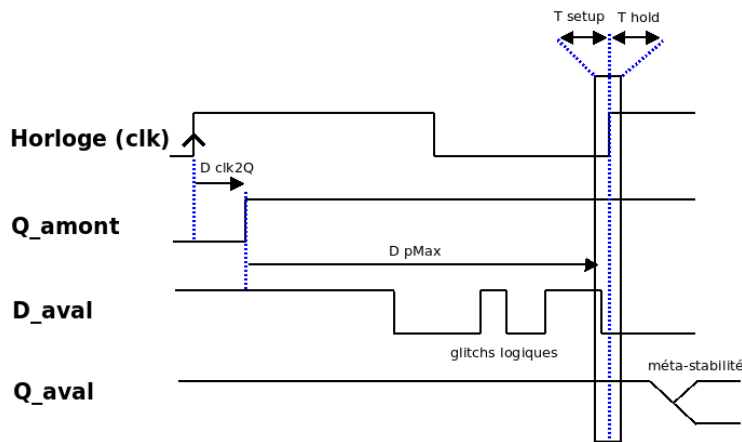 T setup T hold
Horloge (clk)
D clk2Q
Q_amont
D pMax
D_aval
glitchs logiques
méta-stabilité
Q_aval